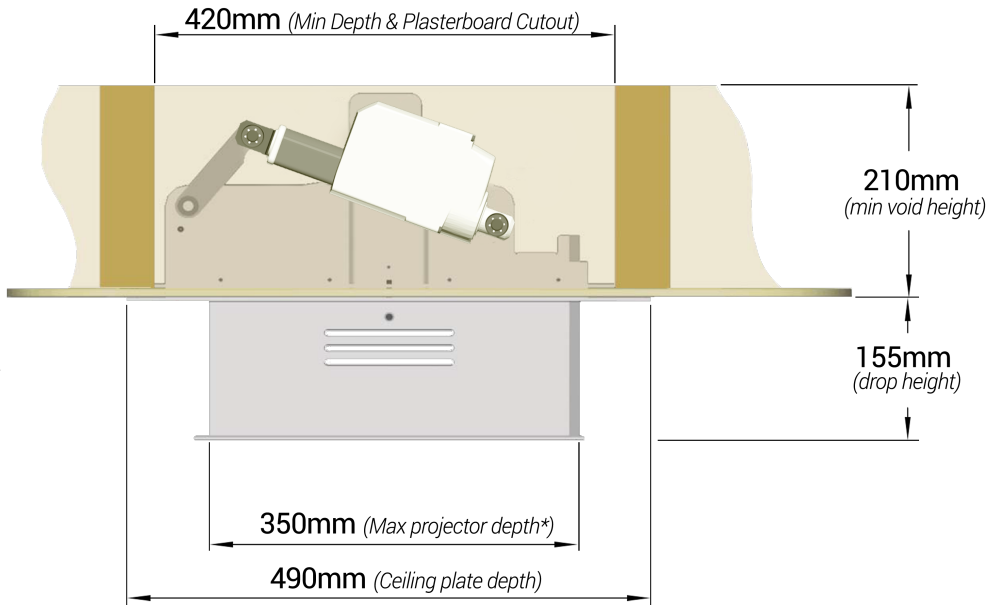 420mm (Min Depth & Plasterboard Cutout)
210mm
(min void height)
155mm
(drop height)
350mm (Max projector depth*)
490mm (Ceiling plate depth)